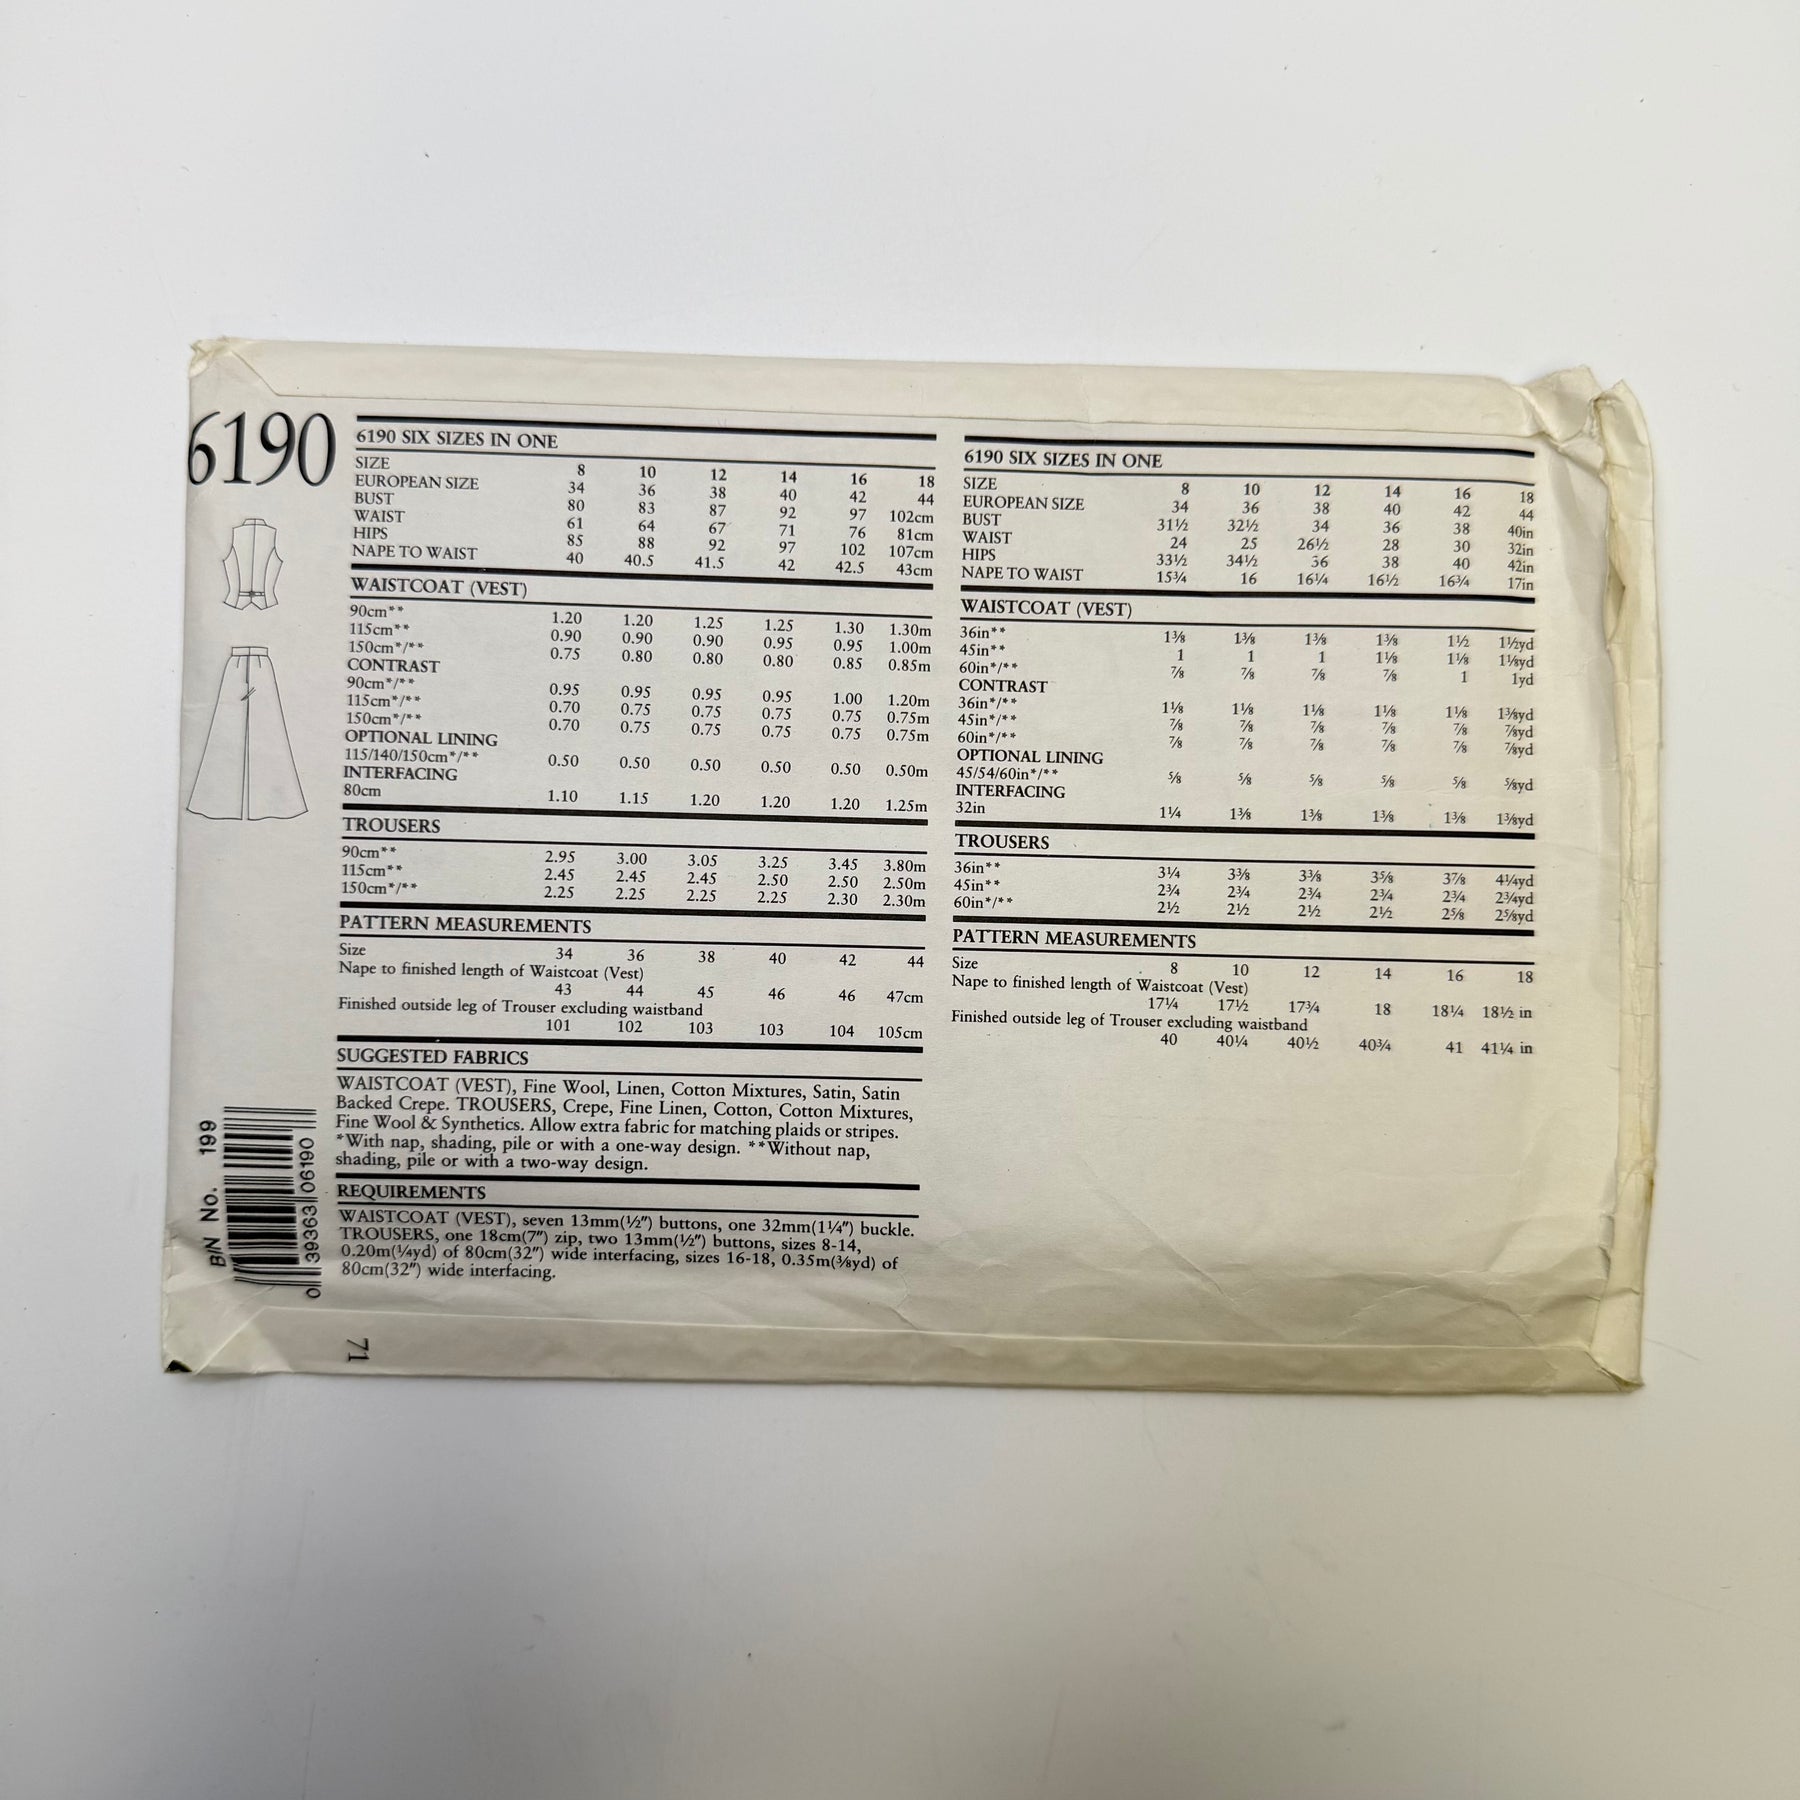 6190
6190 SIX SIZES IN ONE
SIZE 8 10 12 14 16 18
EUROPEAN SIZE 34 36 38 40 42 44
BUST 80 83 87 92 97 102cm
WAIST 61 64 67 71 76 81cm
HIPS 85 88 92 97 102 107cm
NAPE TO WAIST 40 40.5 41.5 42 42.5 43cm
WAISTCOAT (VEST)
90cm** 1.20 1.20 1.25 1.25 1.30 1.30m
115cm** 0.90 0.90 0.90 0.95 0.95 1.00m
150cm*/** 0.75 0.80 0.80 0.80 0.85 0.85m
CONTRAST
90cm*/** 0.95 0.95 0.95 0.95 1.00 1.20m
115cm*/** 0.70 0.75 0.75 0.75 0.75 0.75m
150cm*/** 0.70 0.75 0.75 0.75 0.75 0.75m
OPTIONAL LINING
115/140/150cm*/** 0.50 0.50 0.50 0.50 0.50 0.50m
INTERFACING
80cm 1.10 1.15 1.20 1.20 1.20 1.25m
TROUSERS
90cm** 2.95 3.00 3.05 3.25 3.45 3.80m
115cm** 2.45 2.45 2.45 2.50 2.50 2.50m
150cm*/** 2.25 2.25 2.25 2.25 2.30 2.30m
PATTERN MEASUREMENTS
Size 34 36 38 40 42 44
Nape to finished length of Waistcoat (Vest)
43 44 45 46 46 47cm
Finished outside leg of Trouser excluding waistband
101 102 103 103 104 105cm
SUGGESTED FABRICS
WAISTCOAT (VEST), Fine Wool, Linen, Cotton Mixtures, Satin, Satin
Backed Crepe. TROUSERS, Crepe, Fine Linen, Cotton, Cotton Mixtures,
Fine Wool & Synthetics. Allow extra fabric for matching plaids or stripes.
*With nap, shading, pile or with a one-way design. **Without nap,
shading, pile or with a two-way design.
REQUIREMENTS
WAISTCOAT (VEST), seven 13mm(½") buttons, one 32mm(1¼") buckle.
TROUSERS, one 18cm(7") zip, two 13mm(½") buttons, sizes 8-14,
0.20m(¼yd) of 80cm(32") wide interfacing, sizes 16-18, 0.35m(⅜yd) of
80cm(32") wide interfacing.
6190 SIX SIZES IN ONE
SIZE 8 10 12 14 16 18
EUROPEAN SIZE 34 36 38 40 42 44
BUST 31½ 32½ 34 36 38 40in
WAIST 24 25 26½ 28 30 32in
HIPS 33½ 34½ 36 38 40 42in
NAPE TO WAIST 15¾ 16 16¼ 16½ 16¾ 17in
WAISTCOAT (VEST)
36in** 1⅜ 1⅜ 1⅜ 1⅜ 1½ 1½yd
45in** 1 1 1 1⅛ 1⅛ 1⅛yd
60in*/** ⅞ ⅞ ⅞ ⅞ 1 1yd
CONTRAST
36in*/** 1⅛ 1⅛ 1⅛ 1⅛ 1⅛ 1⅜yd
45in*/** ⅞ ⅞ ⅞ ⅞ ⅞ ⅞yd
60in*/** ⅞ ⅞ ⅞ ⅞ ⅞ ⅞yd
OPTIONAL LINING
45/54/60in*/** ⅝ ⅝ ⅝ ⅝ ⅝ ⅝yd
INTERFACING
32in 1¼ 1⅜ 1⅜ 1⅜ 1⅜ 1⅜yd
TROUSERS
36in** 3¼ 3⅜ 3⅜ 3⅝ 3⅞ 4¼yd
45in** 2¾ 2¾ 2¾ 2¾ 2¾ 2¾yd
60in*/** 2½ 2½ 2½ 2½ 2⅝ 2⅝yd
PATTERN MEASUREMENTS
Size 8 10 12 14 16 18
Nape to finished length of Waistcoat (Vest)
17¼ 17½ 17¾ 18 18¼ 18½ in
Finished outside leg of Trouser excluding waistband
40 40¼ 40½ 40¾ 41 41¼ in
B/N No. 199
0 39363 06190
71